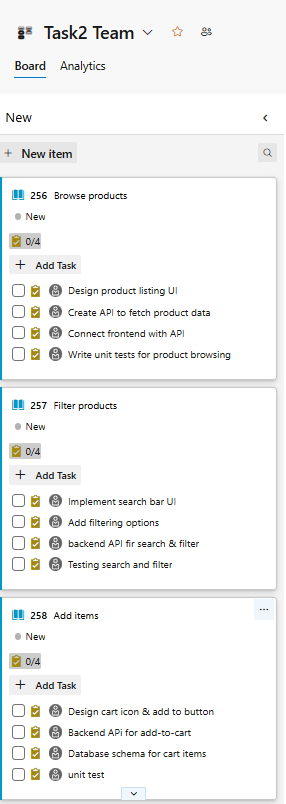 Task2 Team
Board Analytics
New
+ New item
256 Browse products
New
0/4
+ Add Task
Design product listing UI
Create API to fetch product data
Connect frontend with API
Write unit tests for product browsing
257 Filter products
New
0/4
+ Add Task
Implement search bar UI
Add filtering options
backend API fir search & filter
Testing search and filter
258 Add items
New
0/4
+ Add Task
Design cart icon & add to button
Backend APi for add-to-cart
Database schema for cart items
unit test